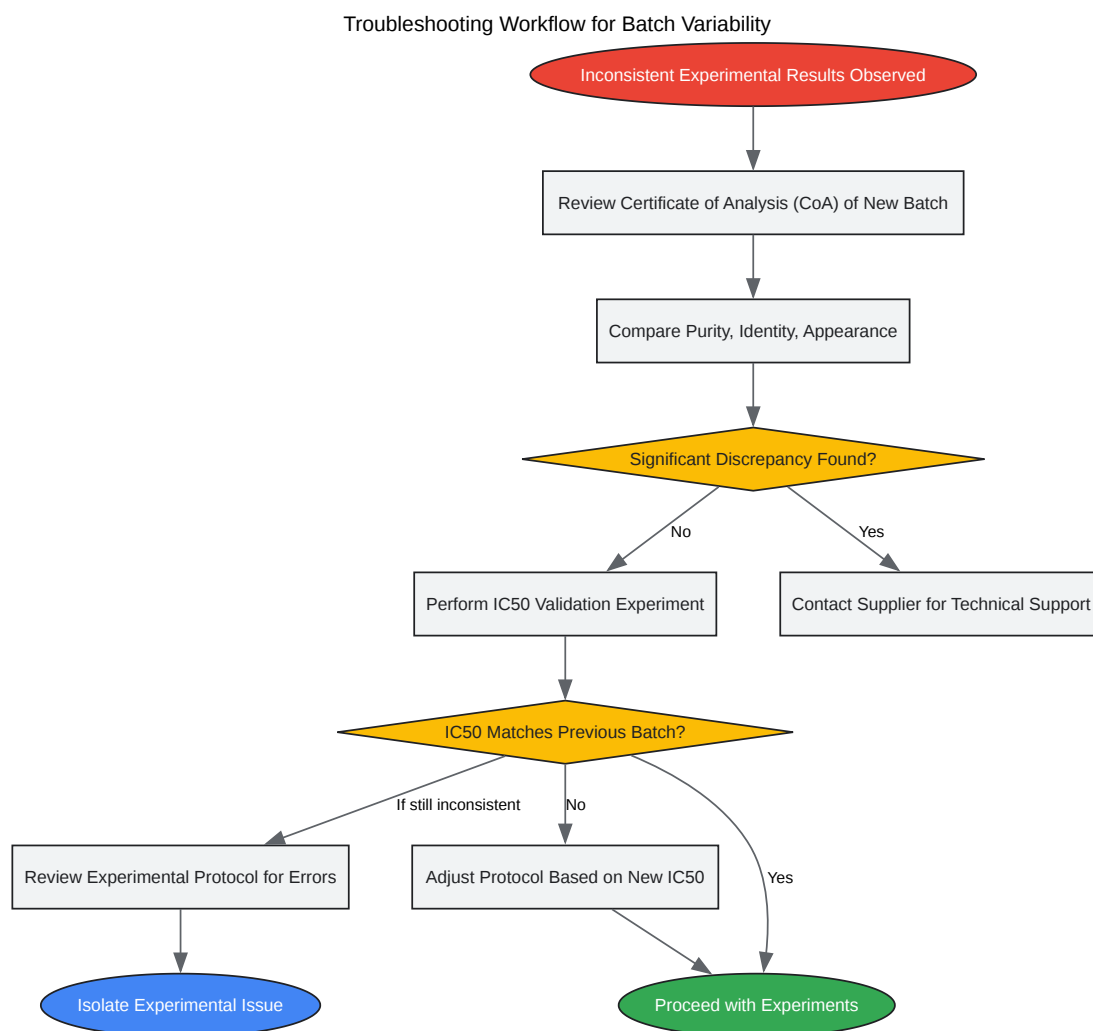 Troubleshooting Workflow for Batch Variability
Inconsistent Experimental Results Observed
Review Certificate of Analysis (CoA) of New Batch
Compare Purity, Identity, Appearance
Significant Discrepancy Found?
No
Yes
Perform IC50 Validation Experiment
Contact Supplier for Technical Support
IC50 Matches Previous Batch?
If still inconsistent
No
Yes
Review Experimental Protocol for Errors
Adjust Protocol Based on New IC50
Isolate Experimental Issue
Proceed with Experiments